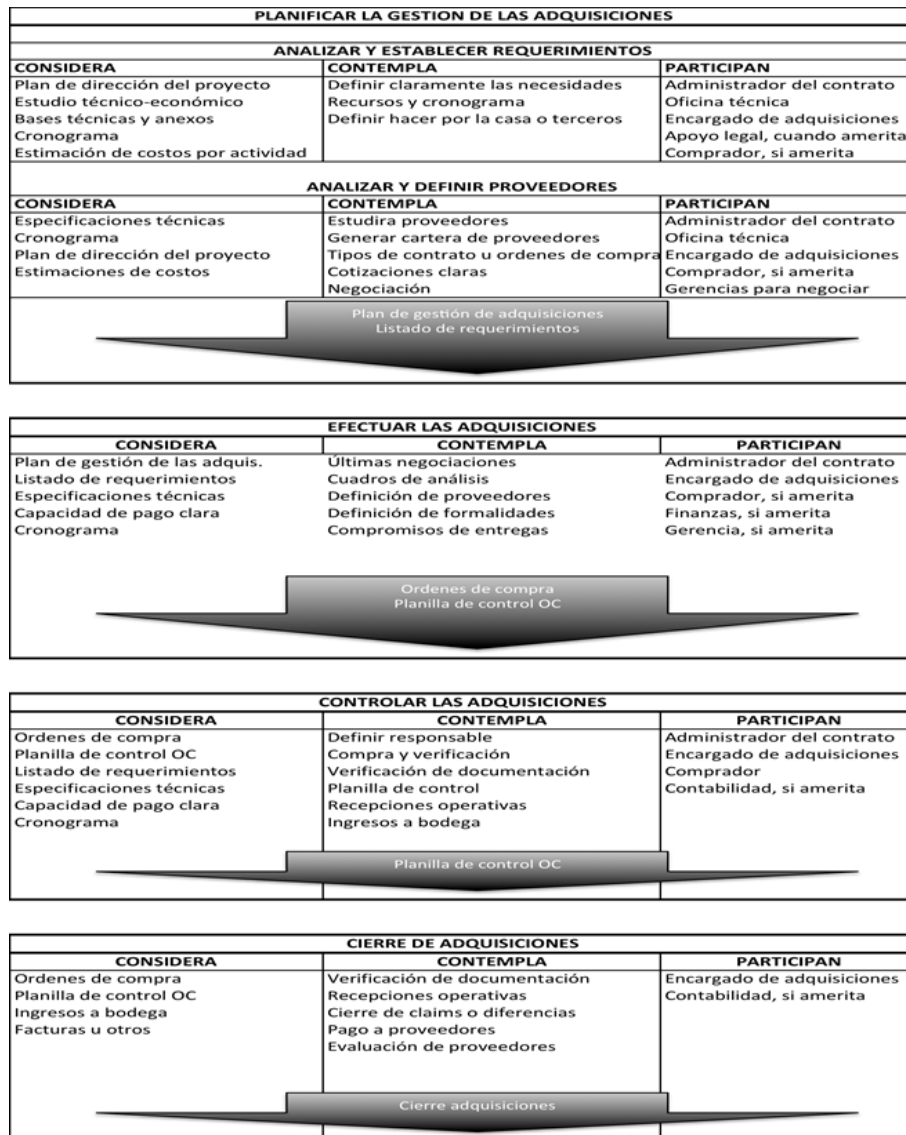 PLANIFICAR LA GESTION DE LAS ADQUISICIONES
ANALIZAR Y ESTABLECER REQUERIMIENTOS
CONSIDERA CONTEMPLA PARTICIPAN
Plan de dirección del proyecto Definir claramente las necesidades Administrador del contrato
Estudio técnico-económico Recursos y cronograma Oficina técnica
Bases técnicas y anexos Definir hacer por la casa o terceros Encargado de adquisiciones
Cronograma Apoyo legal, cuando amerita
Estimación de costos por actividad Comprador, si amerita
ANALIZAR Y DEFINIR PROVEEDORES
CONSIDERA CONTEMPLA PARTICIPAN
Especificaciones técnicas Estudira proveedores Administrador del contrato
Cronograma Generar cartera de proveedores Oficina técnica
Plan de dirección del proyecto Tipos de contrato u ordenes de compra Encargado de adquisiciones
Estimaciones de costos Cotizaciones claras Comprador, si amerita
Negociación Gerencias para negociar
Plan de gestión de adquisiciones
Listado de requerimientos
EFECTUAR LAS ADQUISICIONES
CONSIDERA CONTEMPLA PARTICIPAN
Plan de gestión de las adquis. Últimas negociaciones Administrador del contrato
Listado de requerimientos Cuadros de análisis Encargado de adquisiciones
Especificaciones técnicas Definición de proveedores Comprador, si amerita
Capacidad de pago clara Definición de formalidades Finanzas, si amerita
Cronograma Compromisos de entregas Gerencia, si amerita
Ordenes de compra
Planilla de control OC
CONTROLAR LAS ADQUISICIONES
CONSIDERA CONTEMPLA PARTICIPAN
Ordenes de compra Definir responsable Administrador del contrato
Planilla de control OC Compra y verificación Encargado de adquisiciones
Listado de requerimientos Verificación de documentación Comprador
Especificaciones técnicas Planilla de control Contabilidad, si amerita
Capacidad de pago clara Recepciones operativas
Cronograma Ingresos a bodega
Planilla de control OC
CIERRE DE ADQUISICIONES
CONSIDERA CONTEMPLA PARTICIPAN
Ordenes de compra Verificación de documentación Encargado de adquisiciones
Planilla de control OC Recepciones operativas Contabilidad, si amerita
Ingresos a bodega Cierre de claims o diferencias
Facturas u otros Pago a proveedores
Evaluación de proveedores
Cierre adquisiciones